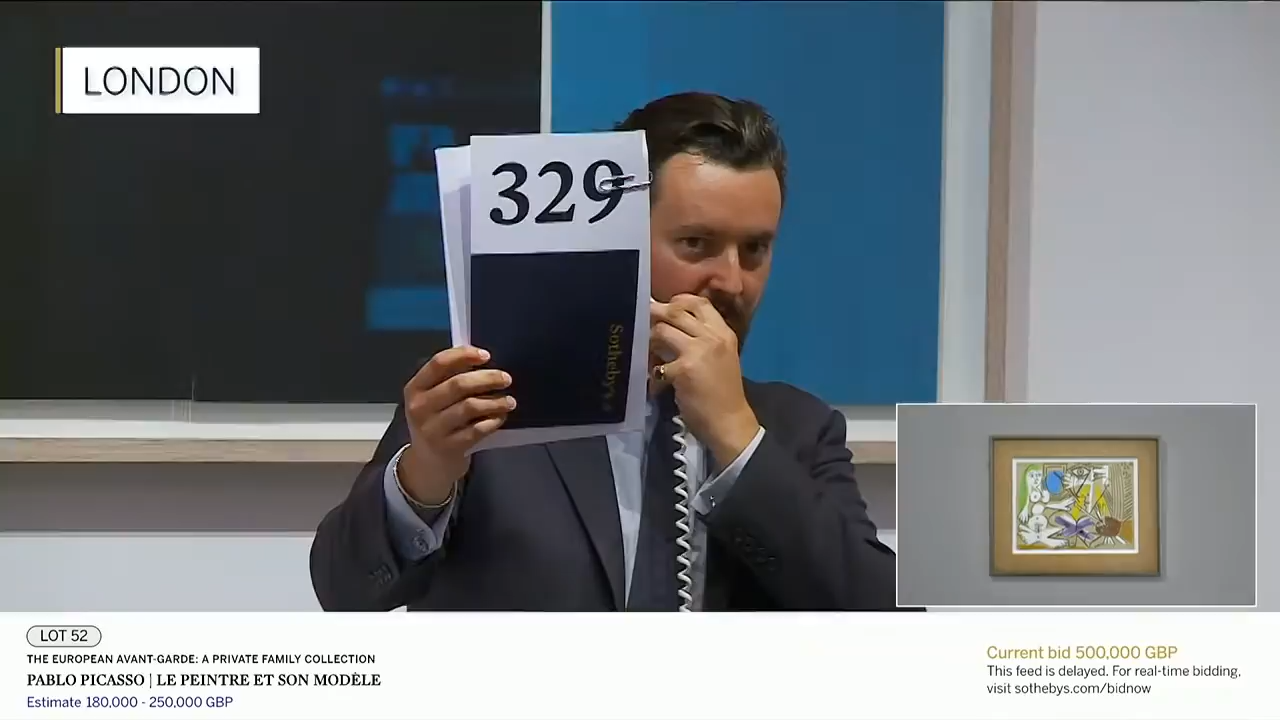 LONDON
329
Sotheby's
LOT 52
THE EUROPEAN AVANT-GARDE: A PRIVATE FAMILY COLLECTION
PABLO PICASSO | LE PEINTRE ET SON MODÈLE
Estimate 180,000 - 250,000 GBP
Current bid 500,000 GBP
This feed is delayed. For real-time bidding,
visit sothebys.com/bidnow